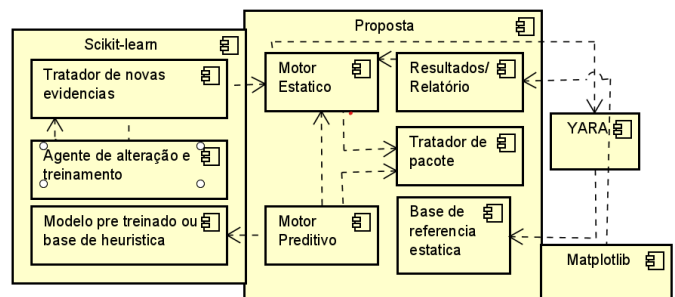 Proposta
Scikit-learn
Tratador de novas
evidencias
Motor
Estatico
Resultados/
Relatório
YARA
Agente de alteração e
treinamento
Tratador de
pacote
Modelo pre treinado ou
base de heuristica
Motor
Preditivo
Base de
referencia
estatica
Matplotlib